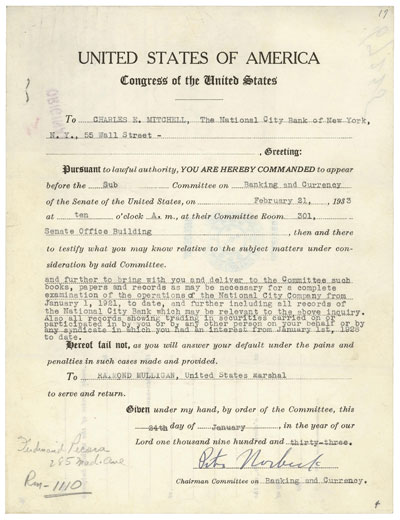 19
UNITED STATES OF AMERICA
Congress of the United States
To CHARLES E. MITCHELL, The National City Bank of New York,
N. Y., 55 Wall Street -
, Greeting:
Pursuant to lawful authority, YOU ARE HEREBY COMMANDED to appear
before the Sub Committee on Banking and Currency
of the Senate of the United States, on February 21, , 1933
at ten o'clock A. m., at their Committee Room 301,
Senate Office Building , then and there
to testify what you may know relative to the subject matters under con-
sideration by said Committee.
and further to bring with you and deliver to the Committee such
books, papers and records as may be necessary for a complete
examination of the operations of the National City Company from
January 1, 1921, to date, and further including all records of
the National City Bank which may be relevant to the above inquiry.
Also all records showing trading in securities carried on or
participated in by you or by any other person on your behalf or by
any syndicate in which you had an interest from January 1st, 1928
to date.
Hereof fail not, as you will answer your default under the pains and
penalties in such cases made and provided.
To RAYMOND MULLIGAN, United States Marshal
to serve and return.
Given under my hand, by order of the Committee, this
24th day of January , in the year of our
Lord one thousand nine hundred and thirty-three.
Ferdinand Pecora
285 Mad. Ave
Rm - 1110
Peter Norbeck
Chairman Committee on Banking and Currency.